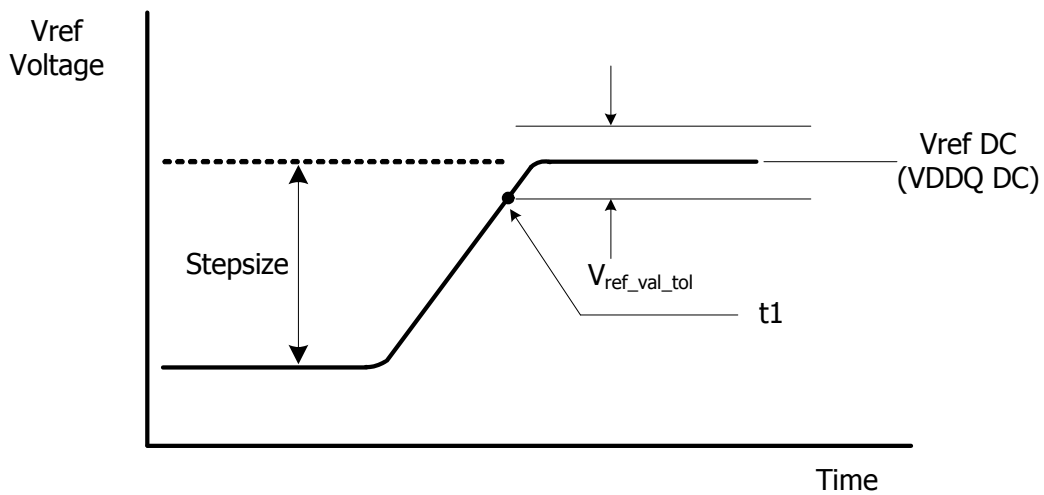 Vref
Voltage
Vref DC
(VDDQ DC)
Stepsize
Vref_val_tol
t1
Time